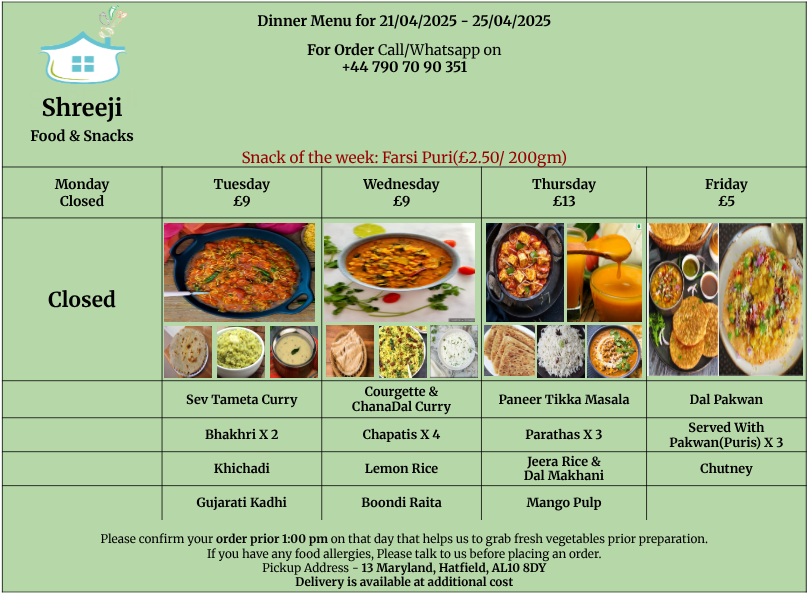 Dinner Menu for 21/04/2025 - 25/04/2025
For Order Call/Whatsapp on
+44 790 70 90 351
Shreeji
Food & Snacks
Snack of the week: Farsi Puri(£2.50/ 200gm)
Monday
Closed
Tuesday
£9
Wednesday
£9
Thursday
£13
Friday
£5
Closed
Sev Tameta Curry
Courgette &
ChanaDal Curry
Paneer Tikka Masala
Dal Pakwan
Bhakhri X 2
Chapatis X 4
Parathas X 3
Served With
Pakwan(Puris) X 3
Khichadi
Lemon Rice
Jeera Rice &
Dal Makhani
Chutney
Gujarati Kadhi
Boondi Raita
Mango Pulp
Please confirm your order prior 1:00 pm on that day that helps us to grab fresh vegetables prior preparation.
If you have any food allergies, Please talk to us before placing an order.
Pickup Address - 13 Maryland, Hatfield, AL10 8DY
Delivery is available at additional cost